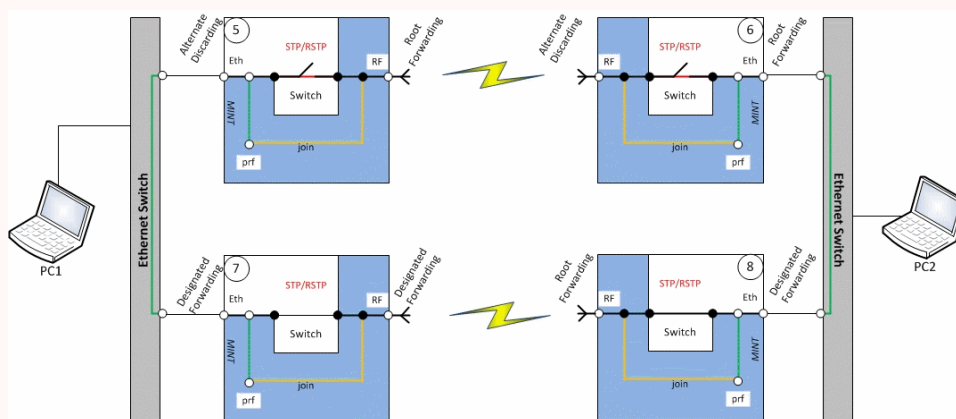 Alternate
Discarding
5
Eth
STP/RSTP
RF
Root
Forwarding
Switch
MINT
prf
join
Alternate
Discarding
6
RF
STP/RSTP
Eth
Root
Forwarding
Switch
MINT
prf
join
Ethernet Switch
PC1
Ethernet Switch
PC2
Designated
Forwarding
7
Eth
STP/RSTP
RF
Designated
Forwarding
Switch
MINT
prf
join
Root
Forwarding
8
RF
STP/RSTP
Eth
Designated
Forwarding
Switch
MINT
prf
join